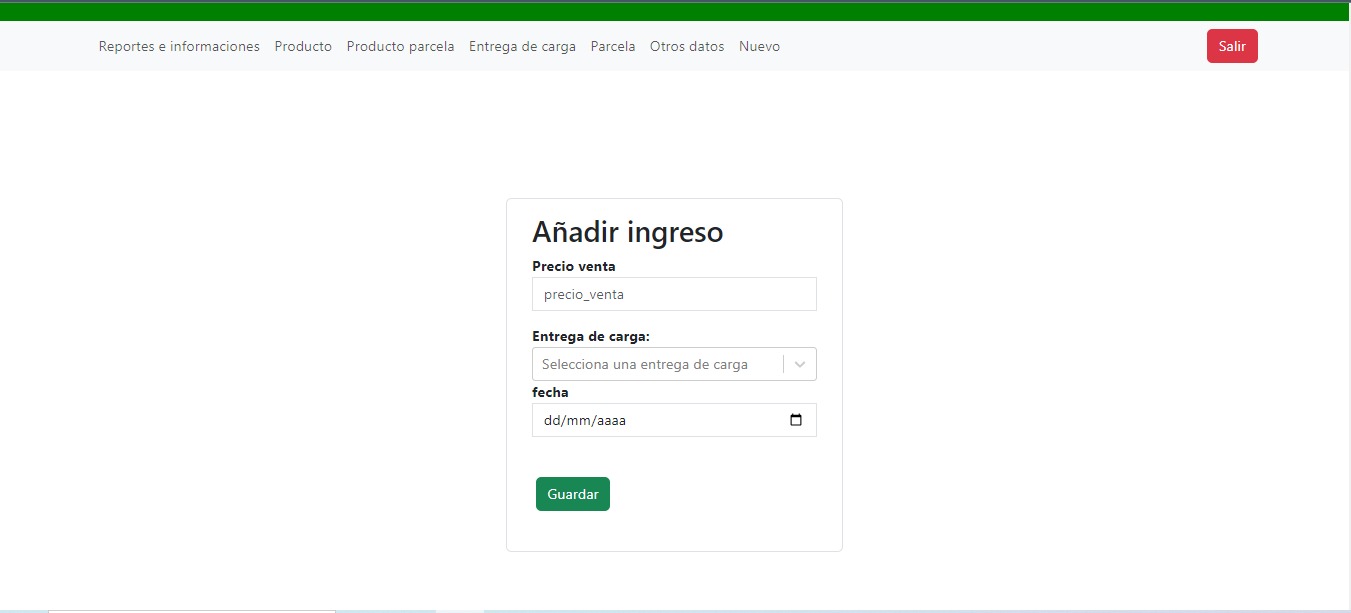 Reportes e informaciones Producto Producto parcela Entrega de carga Parcela Otros datos Nuevo Salir
Añadir ingreso
Precio venta
precio_venta
Entrega de carga:
Selecciona una entrega de carga
fecha
dd/mm/aaaa
Guardar